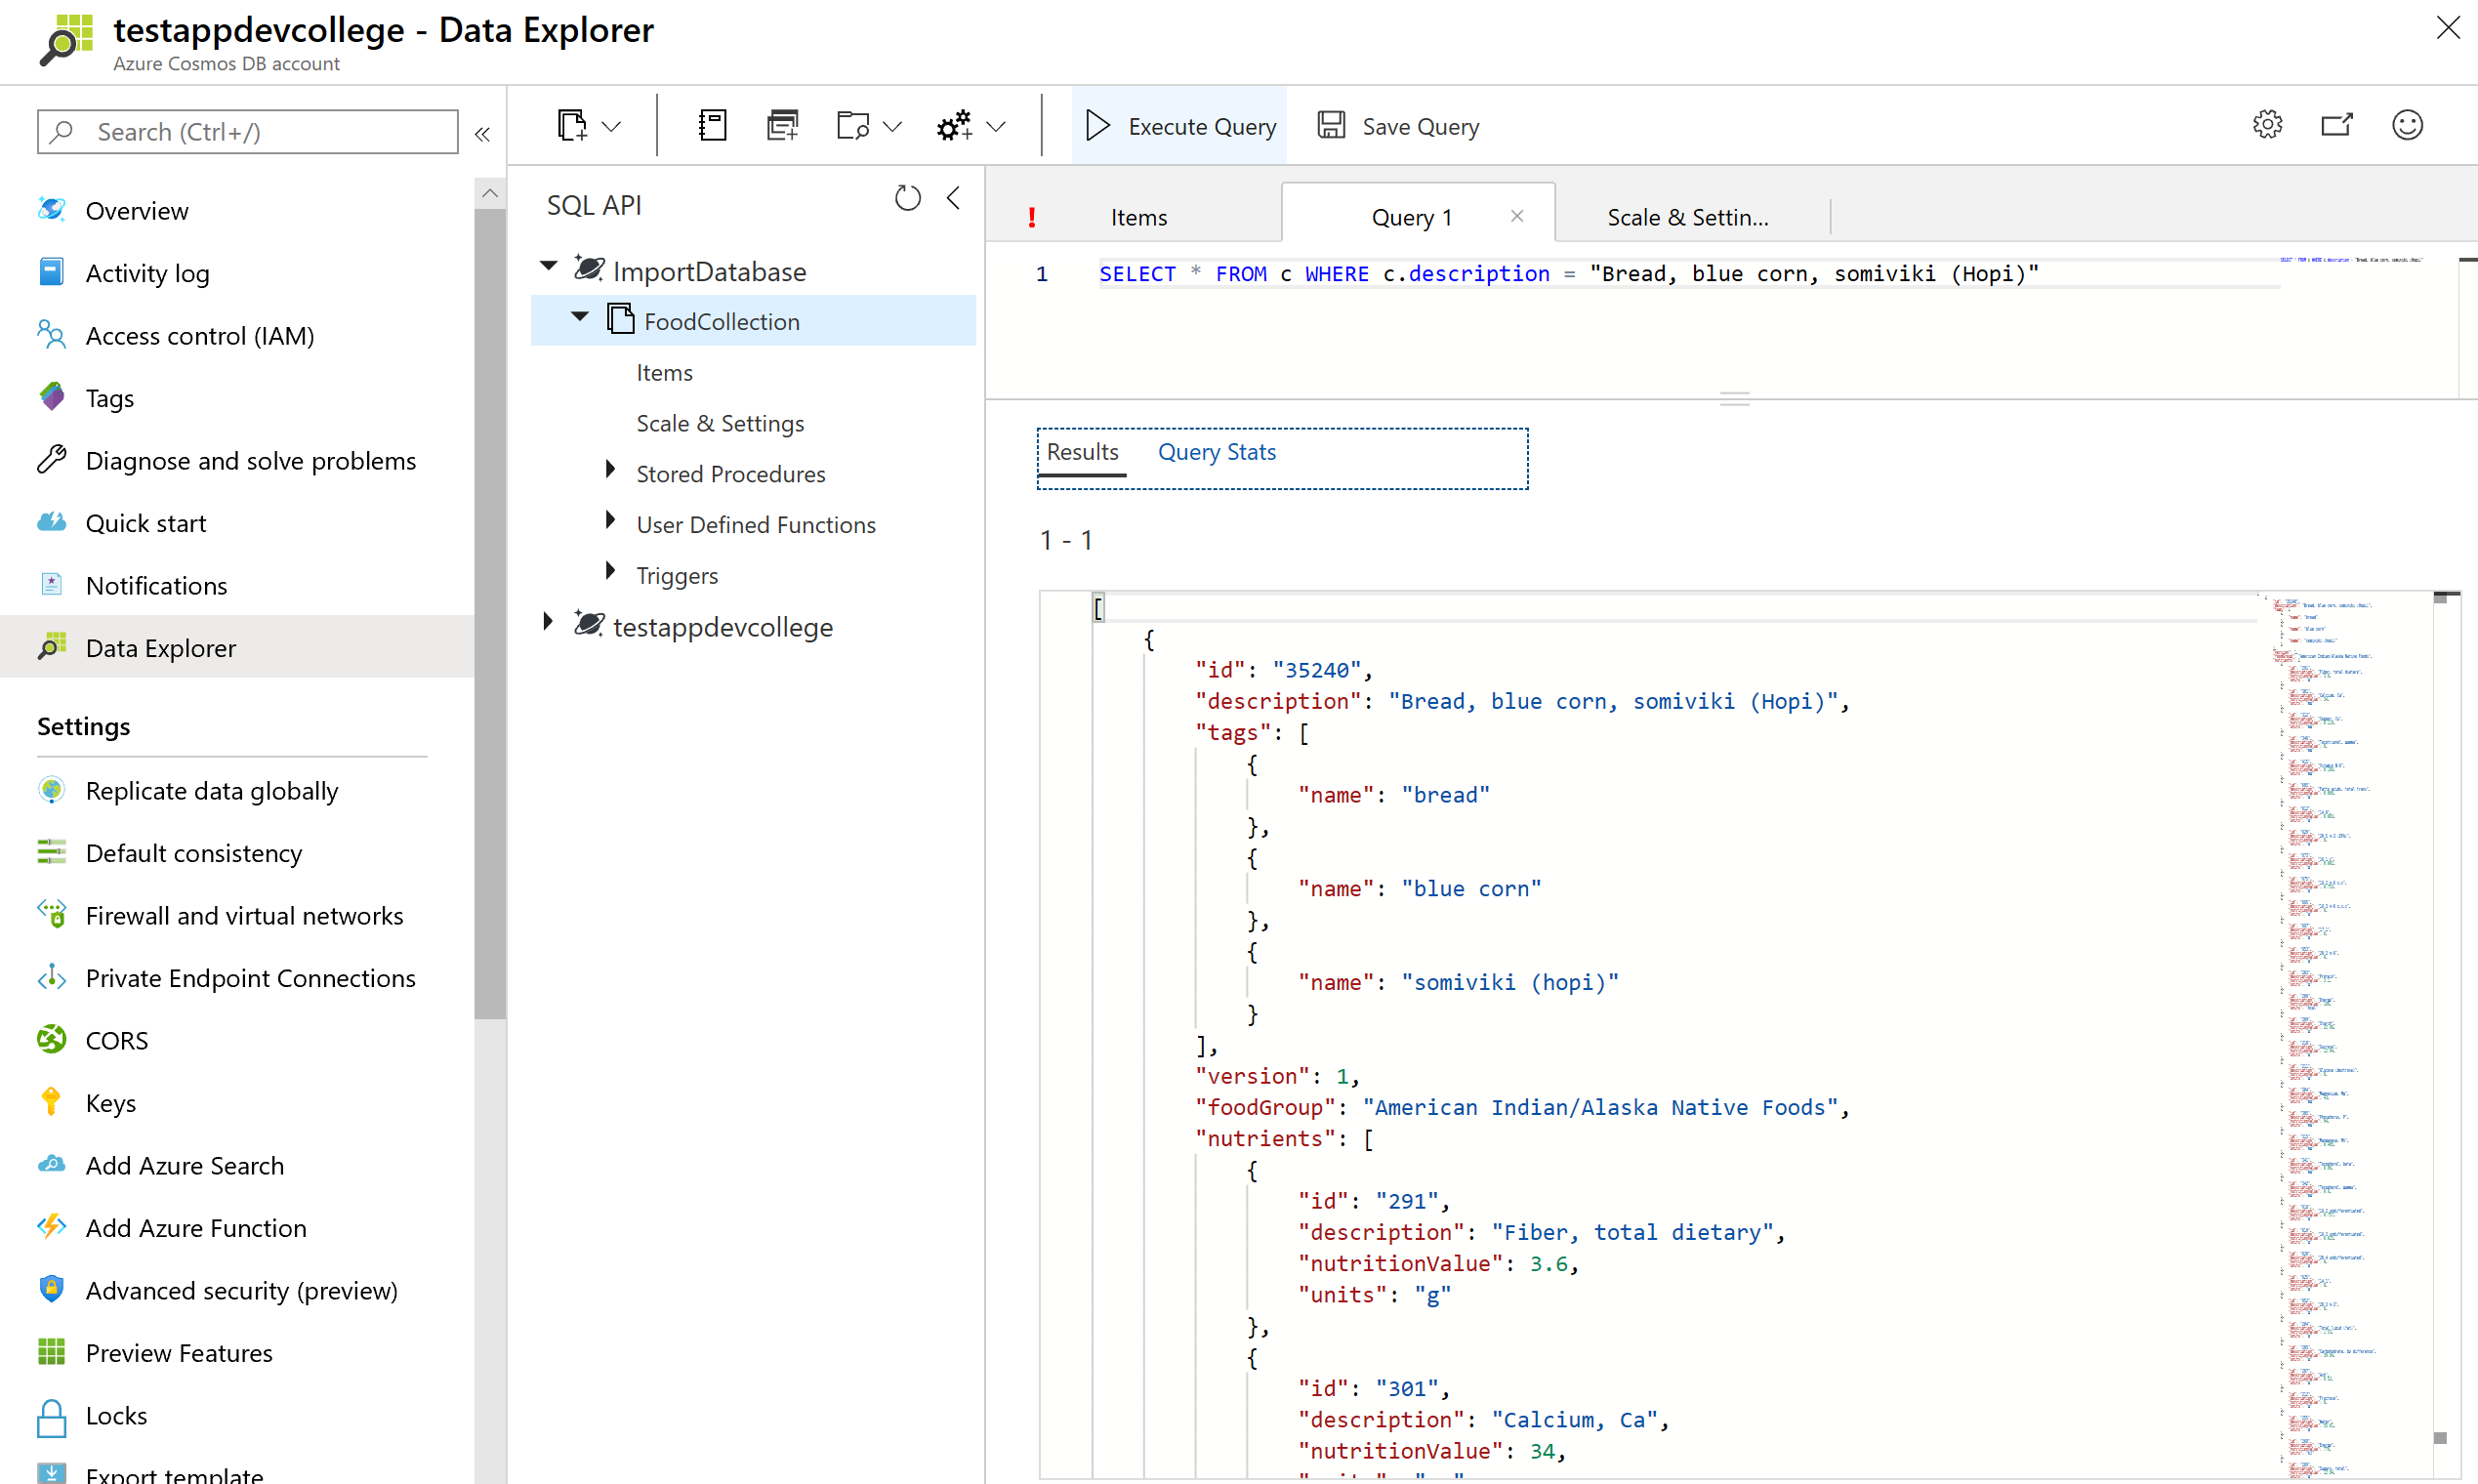 testappdevcollege - Data Explorer
Azure Cosmos DB account
Search (Ctrl+/)
Overview
Activity log
Access control (IAM)
Tags
Diagnose and solve problems
Quick start
Notifications
Data Explorer
Settings
Replicate data globally
Default consistency
Firewall and virtual networks
Private Endpoint Connections
CORS
Keys
Add Azure Search
Add Azure Function
Advanced security (preview)
Preview Features
Locks
Export template
Execute Query
Save Query
SQL API
ImportDatabase
FoodCollection
Items
Scale & Settings
Stored Procedures
User Defined Functions
Triggers
testappdevcollege
! Items
Query 1
Scale & Settin...
1 SELECT * FROM c WHERE c.description = "Bread, blue corn, somiviki (Hopi)"
Results Query Stats
1 - 1
[
{
"id": "35240",
"description": "Bread, blue corn, somiviki (Hopi)",
"tags": [
{
"name": "bread"
},
{
"name": "blue corn"
},
{
"name": "somiviki (hopi)"
}
],
"version": 1,
"foodGroup": "American Indian/Alaska Native Foods",
"nutrients": [
{
"id": "291",
"description": "Fiber, total dietary",
"nutritionValue": 3.6,
"units": "g"
},
{
"id": "301",
"description": "Calcium, Ca",
"nutritionValue": 34,